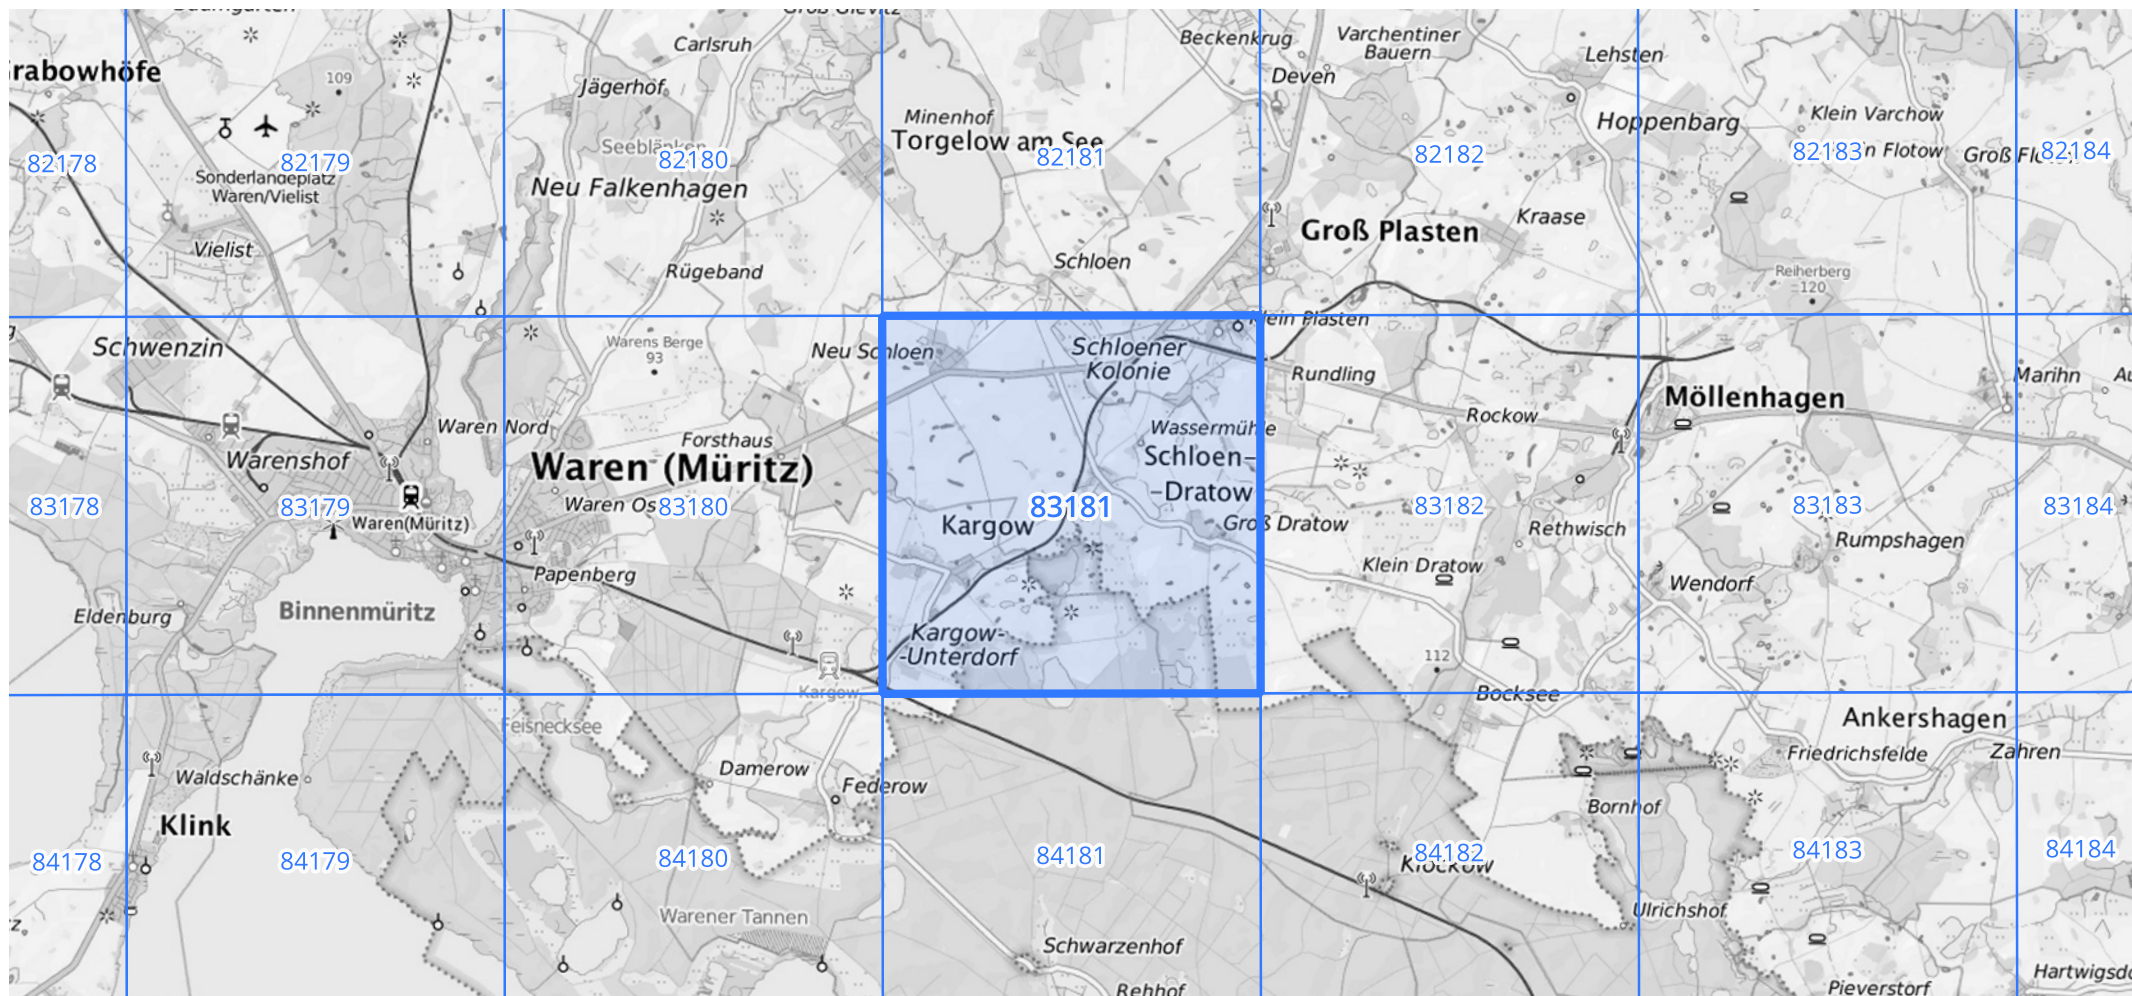 Carlsruh
Beckenkrug
Varchentiner
Bauern
Lehsten
Deven
109
Jägerhof
Minenhof
Torgelow am See
Hoppenbarg
Klein Varchow
Seeblänken
82178
82179
82180
82181
82182
82183
Flotow
82184
Sonderlandeplatz
Waren/Vielist
Neu Falkenhagen
Kraase
Groß Plasten
Vielist
Rügeband
Schloen
Reiherberg
120
Klein Plasten
Schwenzin
Warens Berge
93
Neu Schloen
Schloener
Kolonie
Rundling
Marihn
Möllenhagen
Waren Nord
Forsthaus
Wassermühle
Rockow
Warenshof
Waren (Müritz)
Schloen-
-Dratow
83178
83179
Waren Os
83180
83181
83182
83183
83184
Waren(Müritz)
Kargow
Groß Dratow
Rethwisch
Rumpshagen
Papenberg
Klein Dratow
Wendorf
Eldenburg
Binnenmüritz
Kargow-
-Unterdorf
112
Kargow
Bocksee
Feisnecksee
Ankershagen
Friedrichsfelde
Zahren
Waldschänke
Damerow
Federow
Bornhof
Klink
84178
84179
84180
84181
84182
84183
84184
Klockow
Warener Tannen
Ulrichshof
Schwarzenhof
Rehhof
Pieverstorf